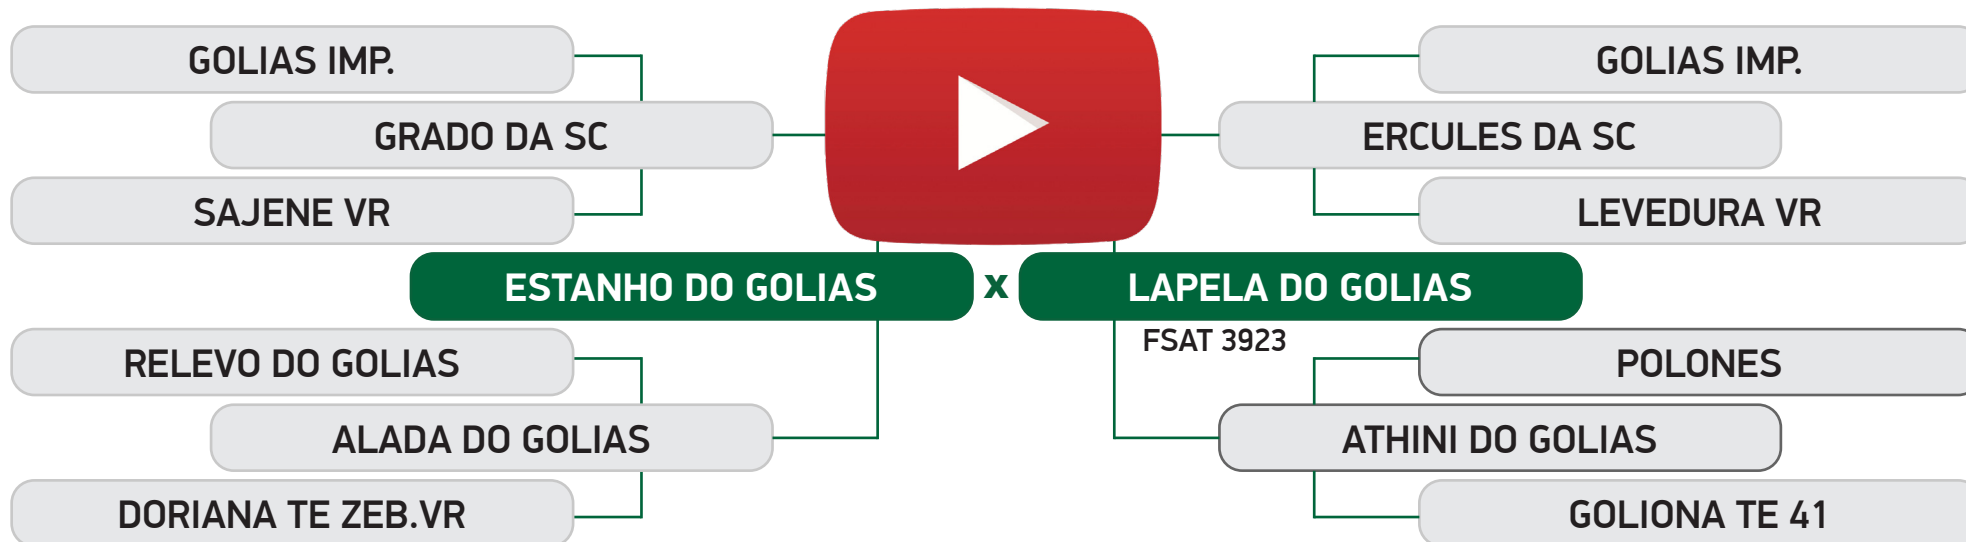 GOLIAS IMP.
GOLIAS IMP.
GRADO DA SC
ERCULES DA SC
SAJENE VR
LEVEDURA VR
ESTANHO DO GOLIAS x LAPELA DO GOLIAS
FSAT 3923
RELEVO DO GOLIAS
POLONES
ALADA DO GOLIAS
ATHINI DO GOLIAS
DORIANA TE ZEB.VR
GOLIONA TE 41